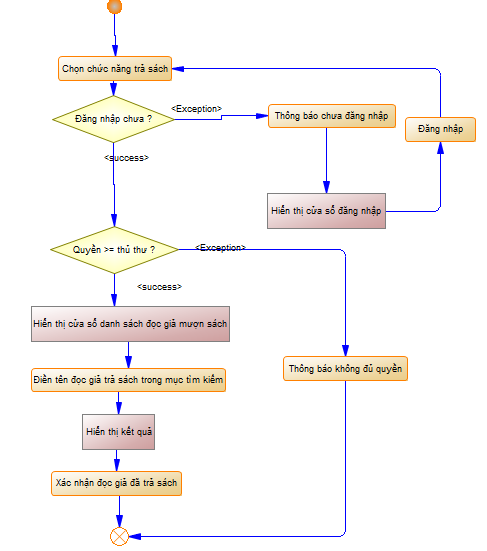 Chọn chức năng trả sách
<Exception>
Đăng nhập chưa ?
Thông báo chưa đăng nhập
Đăng nhập
<success>
Hiển thị cửa sổ đăng nhập
Quyền >= thủ thư ?
<Exception>
<success>
Hiển thị cửa sổ danh sách đọc giả mượn sách
Thông báo không đủ quyền
Điền tên đọc giả trả sách trong mục tìm kiếm
Hiển thị kết quả
Xác nhận đọc giả đã trả sách